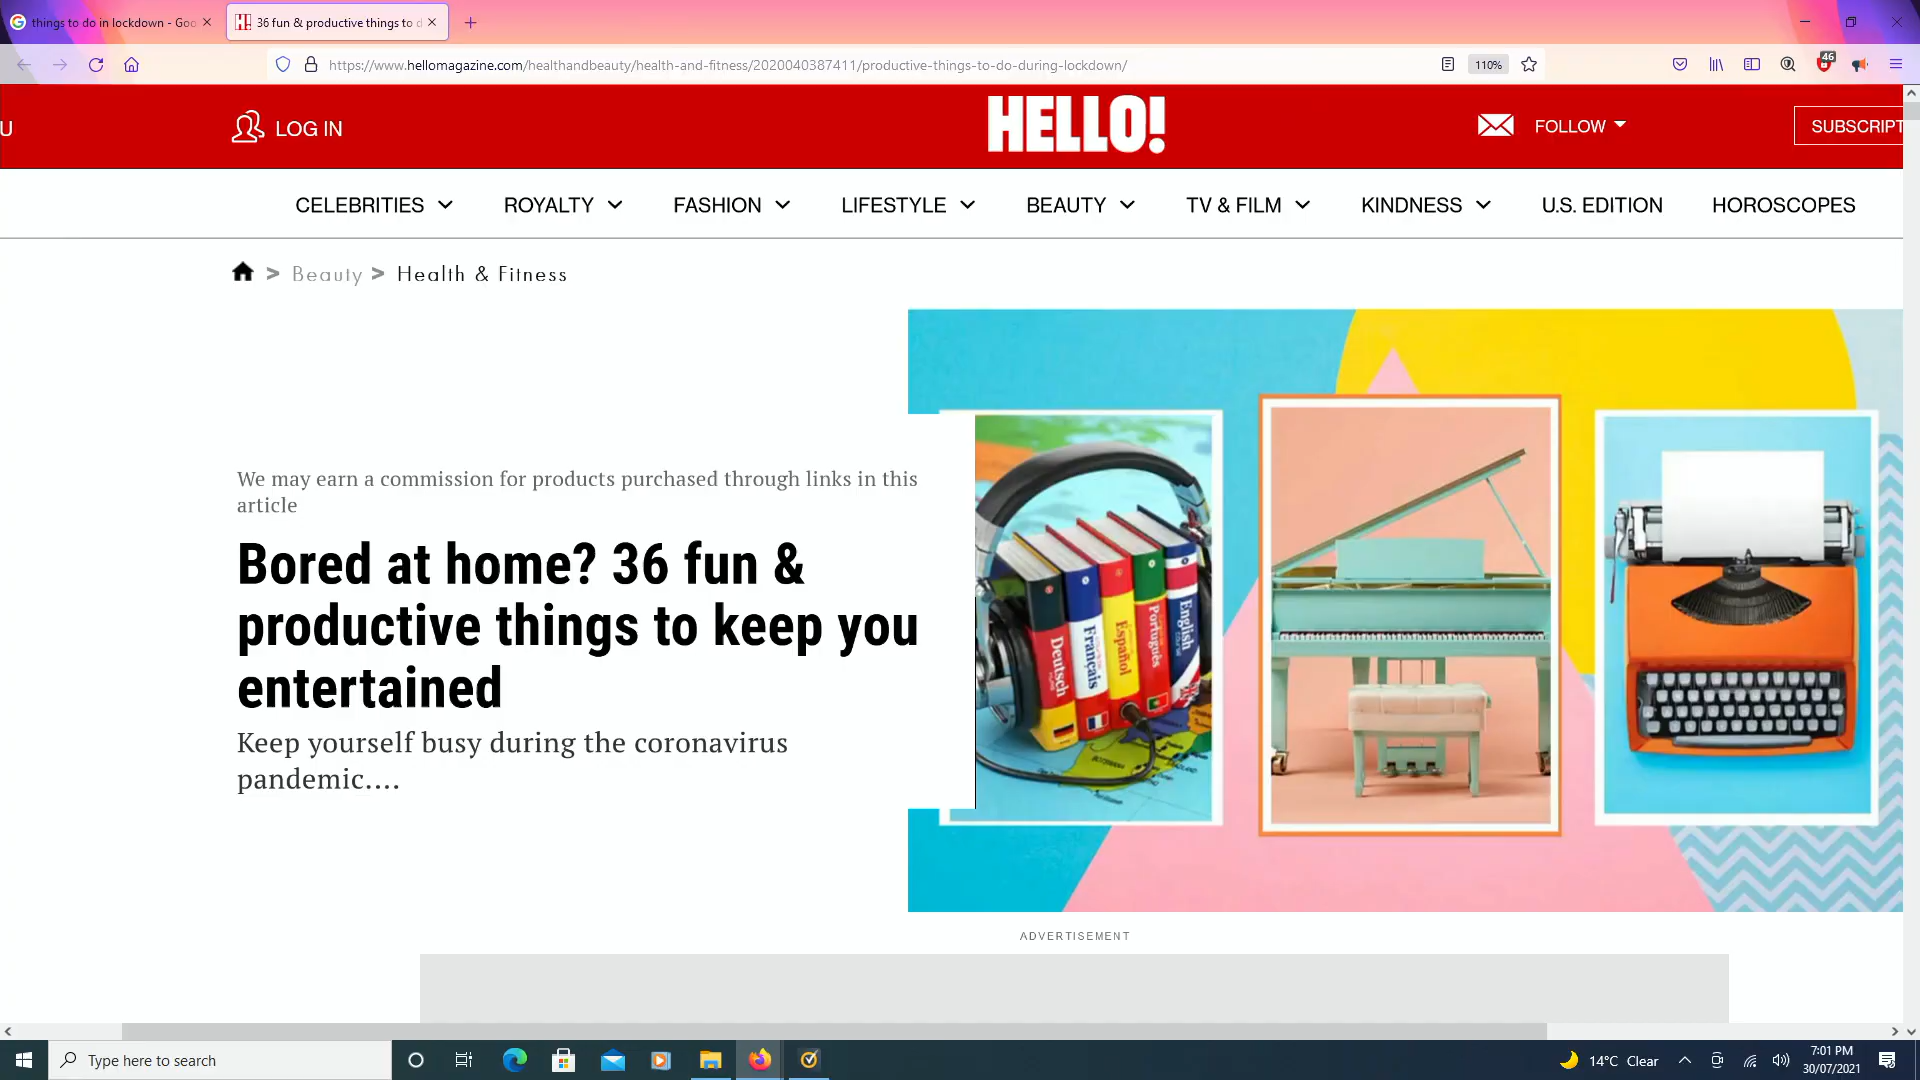 things to do in lockdown - Goo
36 fun & productive things to d
https://www.hellomagazine.com/healthandbeauty/health-and-fitness/2020040387411/productive-things-to-do-during-lockdown/
110%
46
U
LOG IN
HELLO!
FOLLOW
SUBSCRIPT
CELEBRITIES
ROYALTY
FASHION
LIFESTYLE
BEAUTY
TV & FILM
KINDNESS
U.S. EDITION
HOROSCOPES
> Beauty > Health & Fitness
We may earn a commission for products purchased through links in this
article
Bored at home? 36 fun &
productive things to keep you
entertained
Keep yourself busy during the coronavirus
pandemic....
Deutsch
Français
Español
Português
English
ADVERTISEMENT
Type here to search
14°C Clear
7:01 PM
30/07/2021